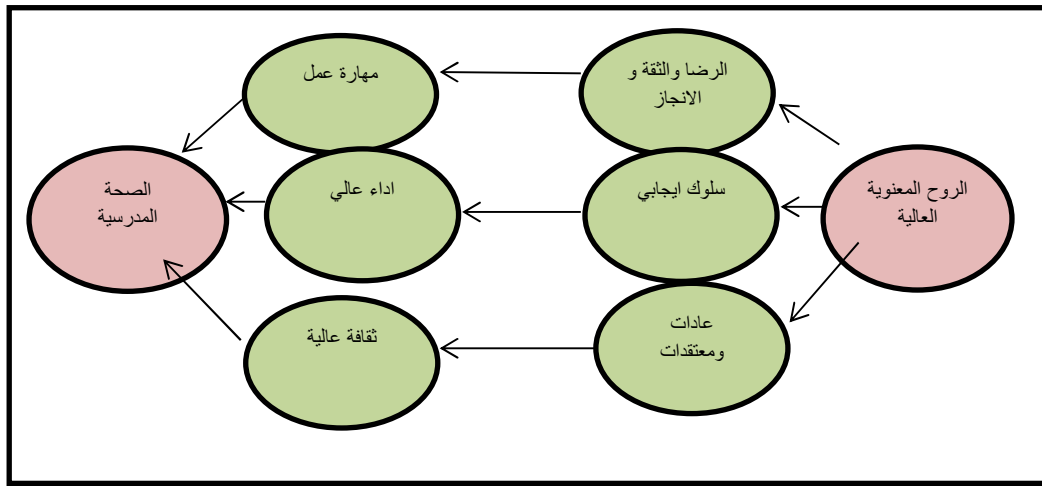 الروح المعنوية
العالية
الرضا والثقة و
الانجاز
سلوك ايجابي
عادات
ومعتقدات
مهارة عمل
اداء عالي
ثقافة عالية
الصحة
المدرسية